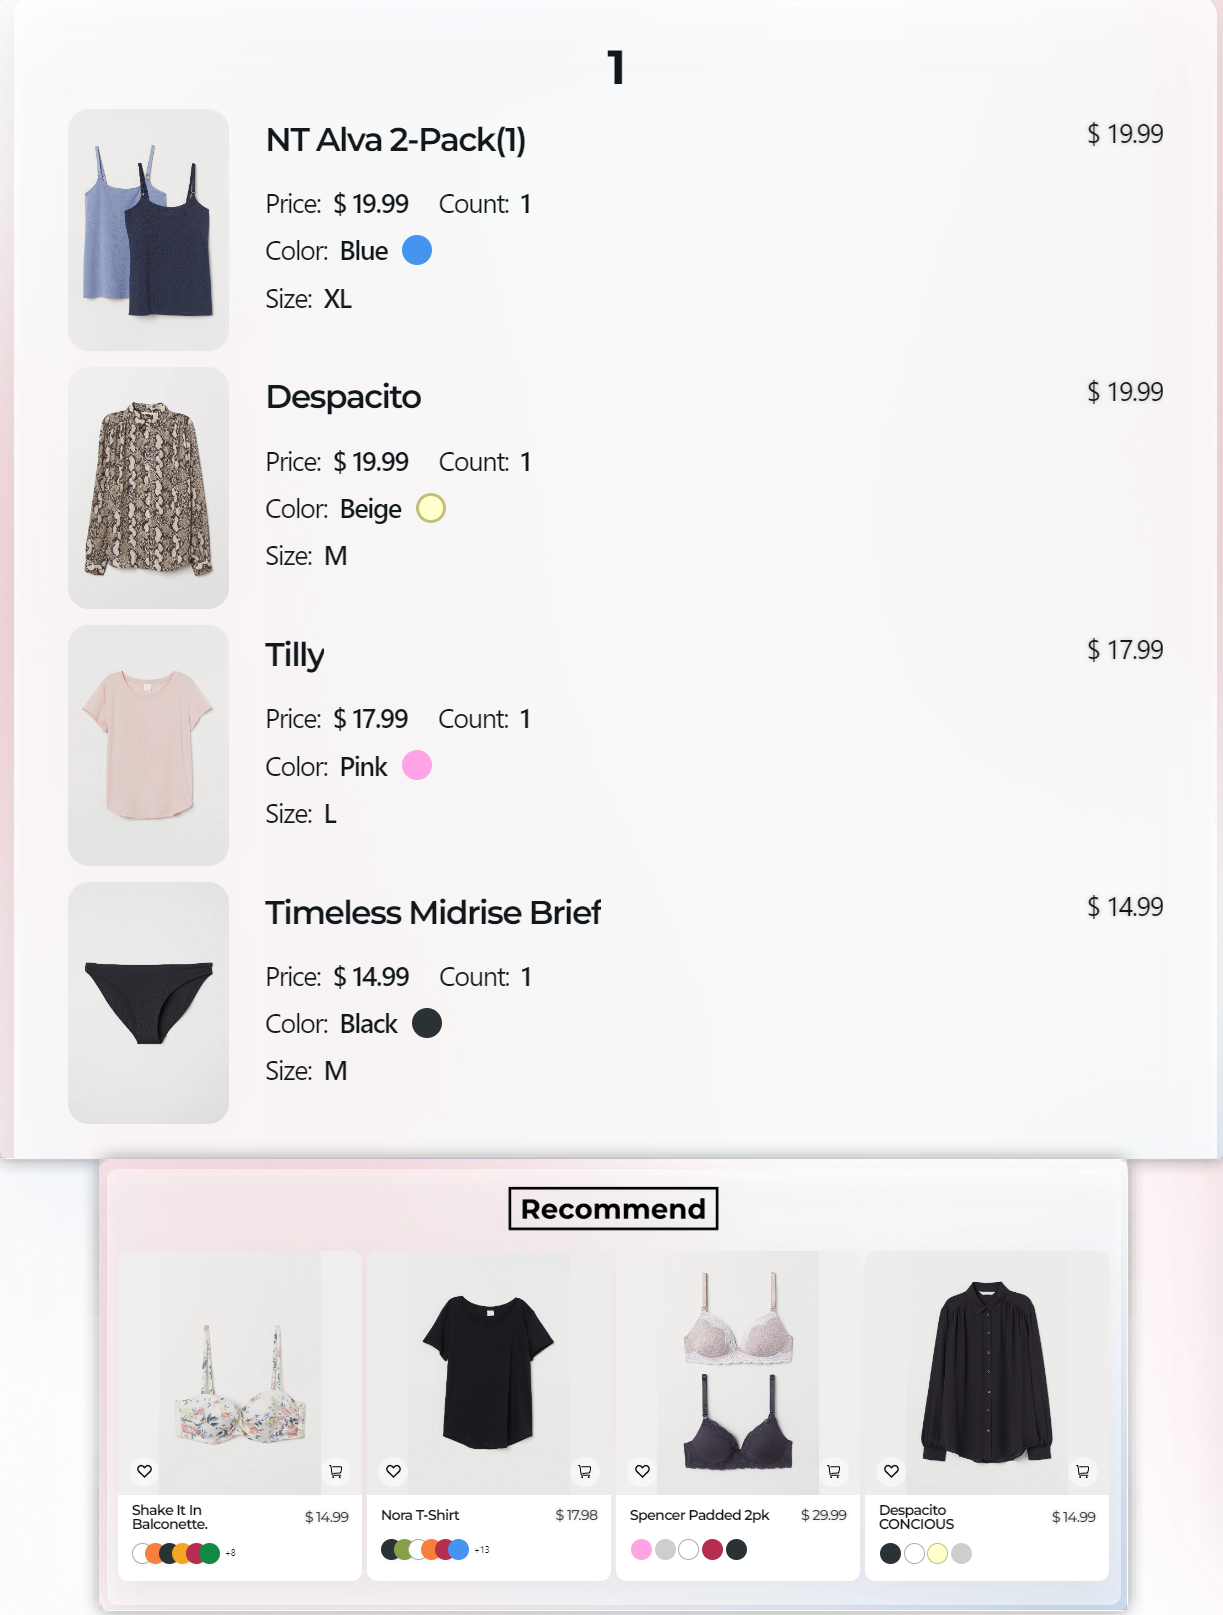 1
NT Alva 2-Pack(1)
$ 19.99
Price: $ 19.99 Count: 1
Color: Blue
Size: XL
Despacito
$ 19.99
Price: $ 19.99 Count: 1
Color: Beige
Size: M
Tilly
$ 17.99
Price: $ 17.99 Count: 1
Color: Pink
Size: L
Timeless Midrise Brief
$ 14.99
Price: $ 14.99 Count: 1
Color: Black
Size: M
Recommend
Shake It In
Balconette.
$ 14.99
+8
Nora T-Shirt
$ 17.98
+13
Spencer Padded 2pk
$ 29.99
Despacito
CONCIOUS
$ 14.99